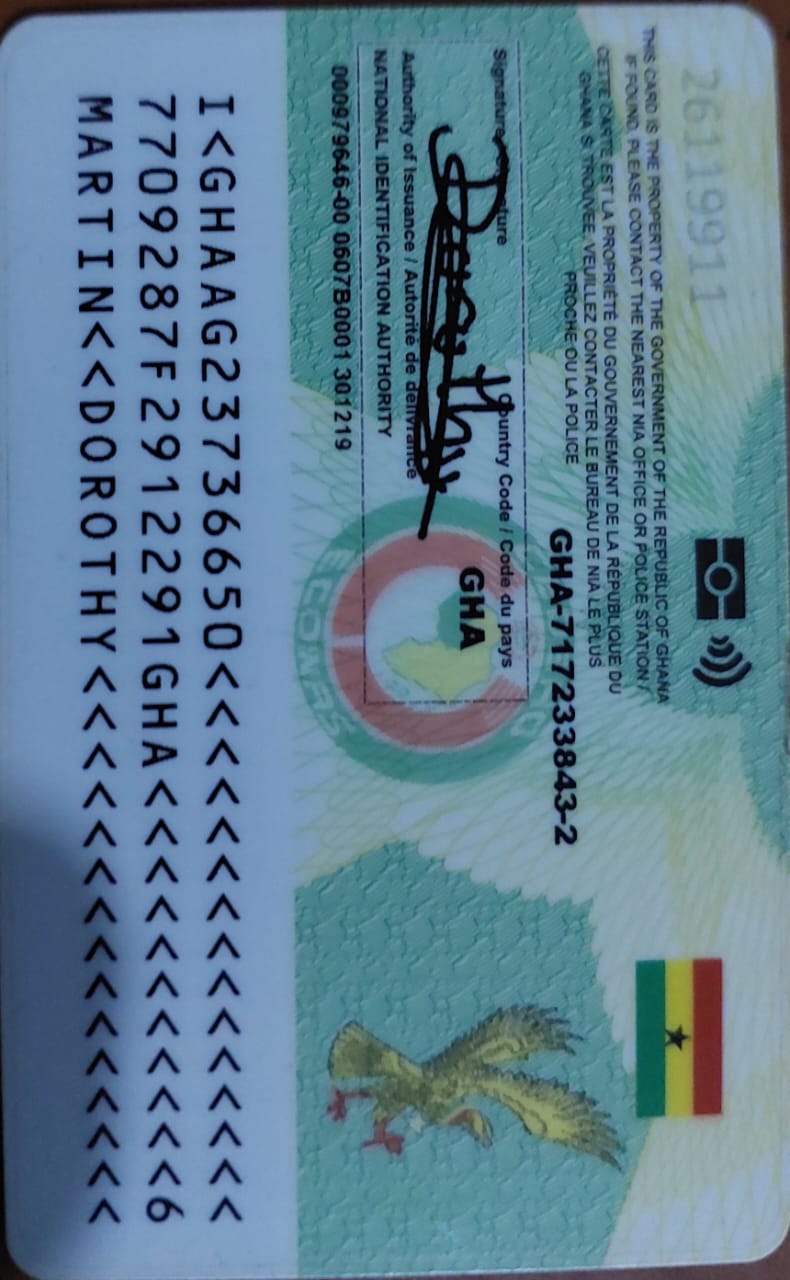 26119911
THIS CARD IS THE PROPERTY OF THE GOVERNMENT OF THE REPUBLIC OF GHANA
IF FOUND, PLEASE CONTACT THE NEAREST NIA OFFICE OR POLICE STATION /
CETTE CARTE EST LA PROPRIÉTÉ DU GOUVERNEMENT DE LA RÉPUBLIQUE DU
GHANA SI TROUVEE, VEUILLEZ CONTACTER LE BUREAU DE NIA LE PLUS
PROCHE OU LA POLICE
GHA-717233843-2
Signature / Signature
Country Code / Code du pays
Dorothy
GHA
Authority of Issuance / Autorité de délivrance
NATIONAL IDENTIFICATION AUTHORITY
000979646-00 0607B0001 301219
ECOWAS
I<GHAAG23736650<<<<<<<<<<<<<<<
7709287F2912291GHA<<<<<<<<<<<6
MARTIN<<DOROTHY<<<<<<<<<<<<<<<